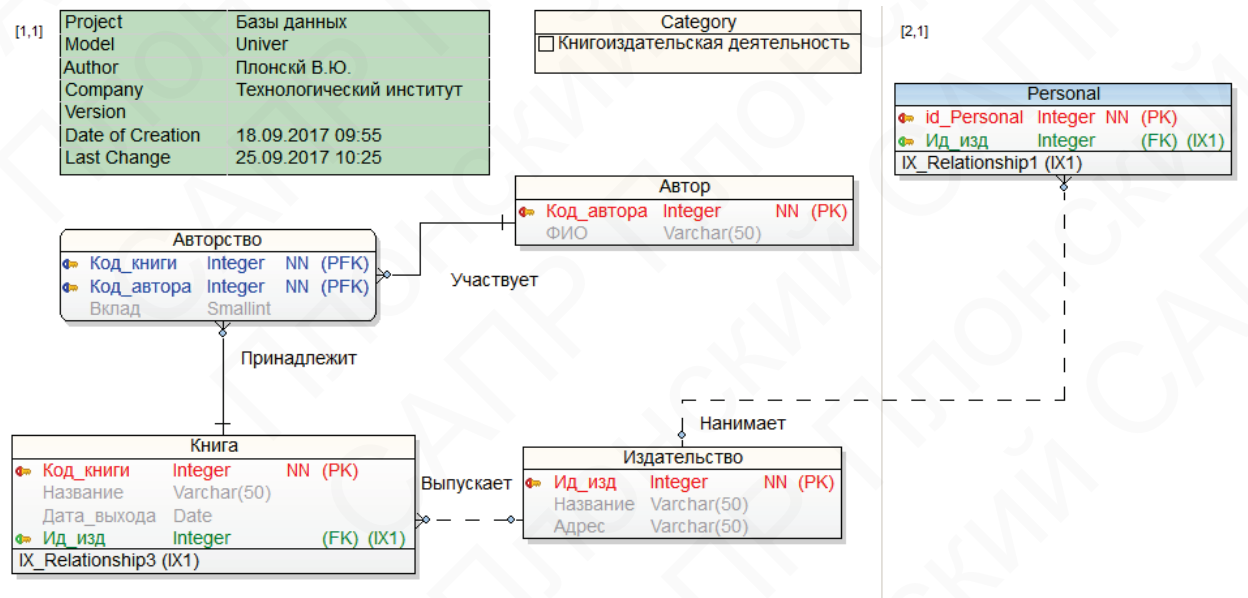 [1,1]
Project Базы данных
Model Univer
Author Плонскй В.Ю.
Company Технологический институт
Version
Date of Creation 18.09.2017 09:55
Last Change 25.09.2017 10:25
Category
Книгоиздательская деятельность
[2,1]
Personal
id_Personal Integer NN (PK)
Ид_изд Integer (FK) (IX1)
IX_Relationship1 (IX1)
Автор
Код_автора Integer NN (PK)
ФИО Varchar(50)
Авторство
Код_книги Integer NN (PFK)
Код_автора Integer NN (PFK)
Вклад Smallint
Участвует
Принадлежит
Нанимает
Книга
Код_книги Integer NN (PK)
Название Varchar(50)
Дата_выхода Date
Ид_изд Integer (FK) (IX1)
IX_Relationship3 (IX1)
Выпускает
Издательство
Ид_изд Integer NN (PK)
Название Varchar(50)
Адрес Varchar(50)
САПР Плонский